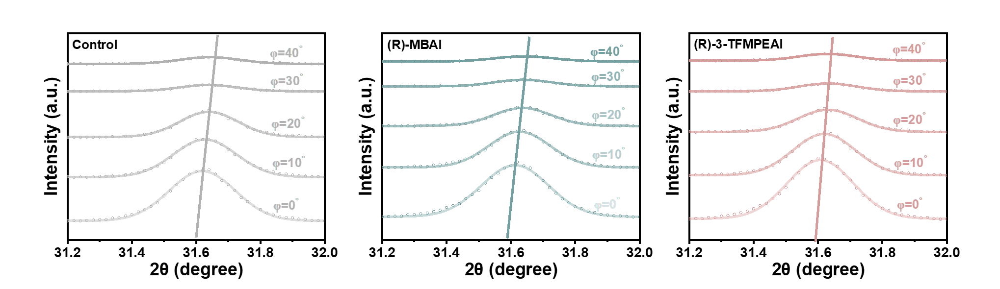 Control
φ=40°
φ=30°
φ=20°
φ=10°
φ=0°
Intensity (a.u.)
31.2 31.4 31.6 31.8 32.0
2θ (degree)
(R)-MBAI
φ=40°
φ=30°
φ=20°
φ=10°
φ=0°
Intensity (a.u.)
31.2 31.4 31.6 31.8 32.0
2θ (degree)
(R)-3-TFMPEAI
φ=40°
φ=30°
φ=20°
φ=10°
φ=0°
Intensity (a.u.)
31.2 31.4 31.6 31.8 32.0
2θ (degree)